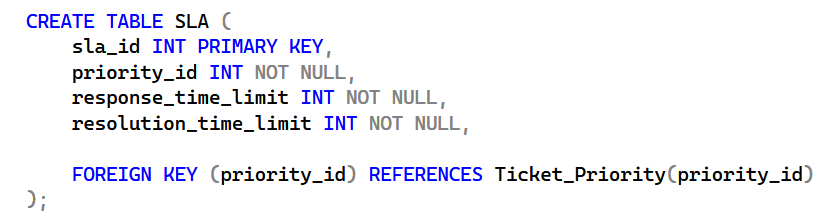 CREATE TABLE SLA (
    sla_id INT PRIMARY KEY,
    priority_id INT NOT NULL,
    response_time_limit INT NOT NULL,
    resolution_time_limit INT NOT NULL,

    FOREIGN KEY (priority_id) REFERENCES Ticket_Priority(priority_id)
);